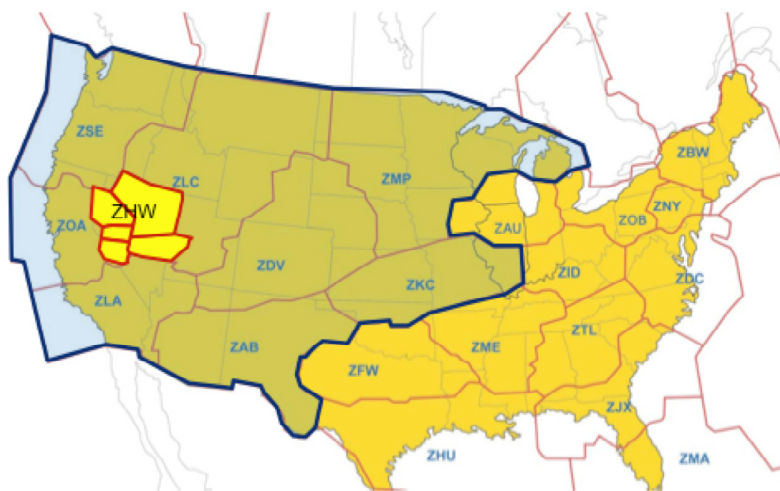 ZSE
ZBW
ZLC
ZMP
ZHW
ZNY
ZOA
ZOB
ZAU
ZDV
ZID
ZDC
ZKC
ZLA
ZTL
ZAB
ZME
ZFW
ZJX
ZHU
ZMA